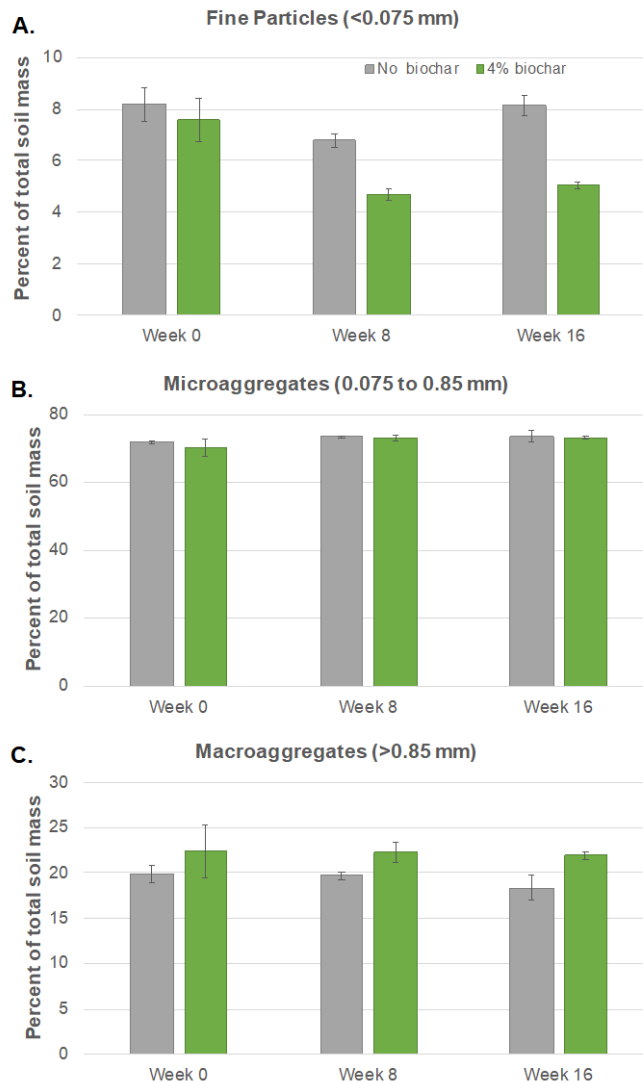 A.
Fine Particles (<0.075 mm)
No biochar 4% biochar
Percent of total soil mass
10
8
6
4
2
0
Week 0 Week 8 Week 16
B.
Microaggregates (0.075 to 0.85 mm)
Percent of total soil mass
80
60
40
20
0
Week 0 Week 8 Week 16
C.
Macroaggregates (>0.85 mm)
Percent of total soil mass
30
25
20
15
10
5
0
Week 0 Week 8 Week 16